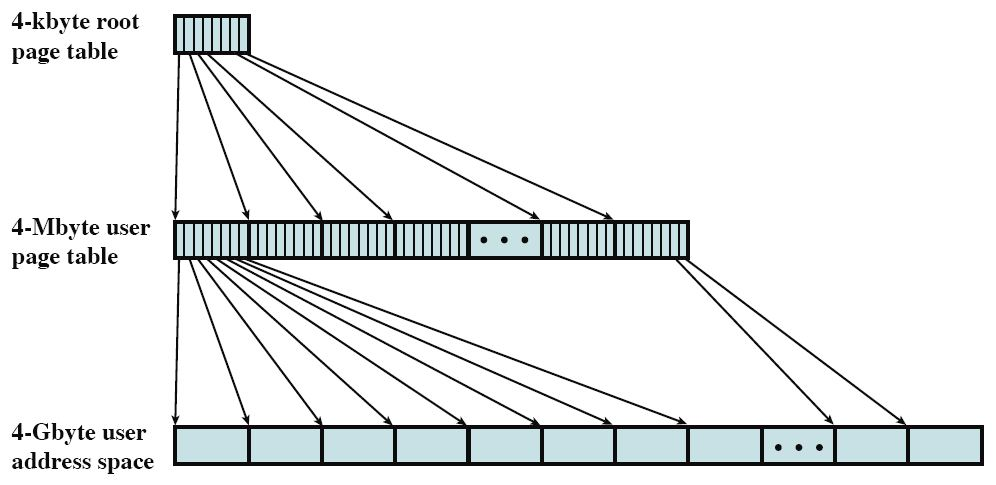 4-kbyte root
page table
4-Mbyte user
page table
• • •
4-Gbyte user
address space
• • •